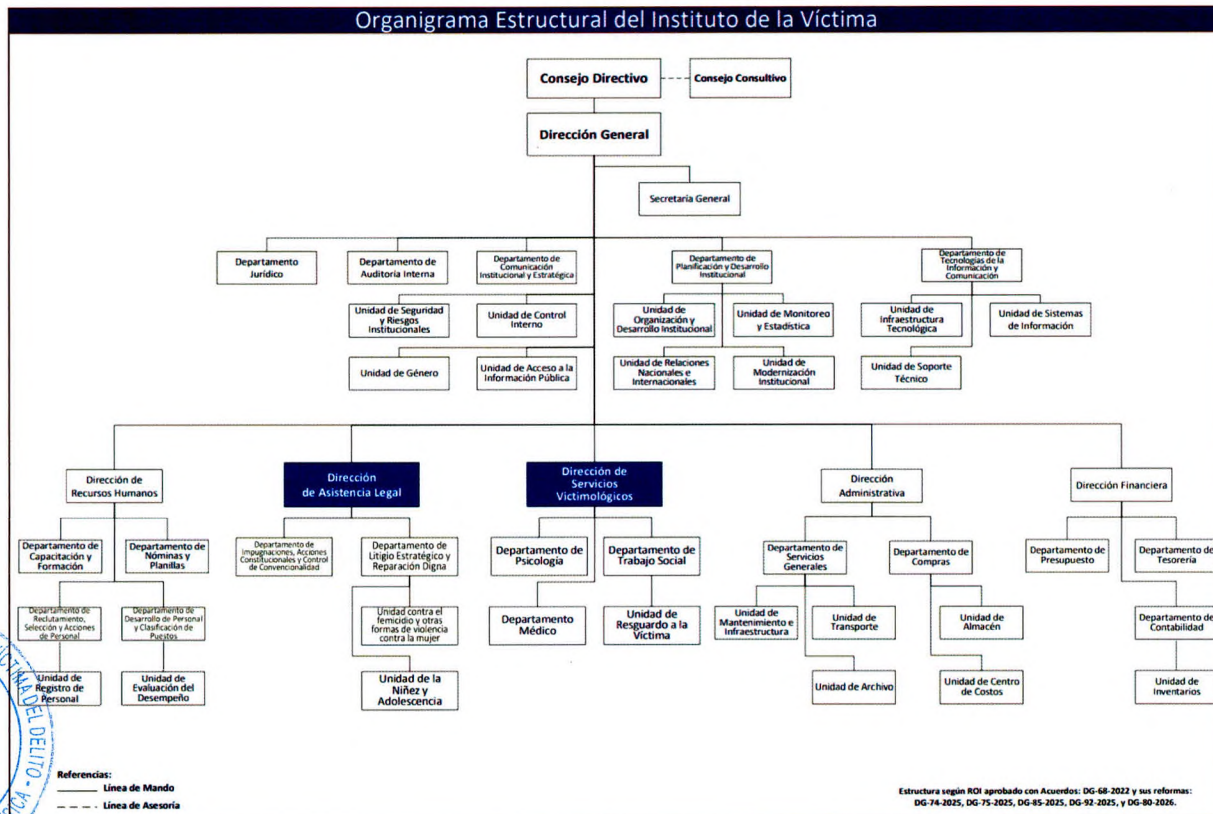 Organigrama Estructural del Instituto de la Víctima
Consejo Directivo
Consejo Consultivo
Dirección General
Secretaría General
Departamento
Jurídico
Departamento de
Auditoría Interna
Departamento de
Comunicación
Institucional y Estratégica
Departamento de
Planificación y Desarrollo
Institucional
Departamento de
Tecnologías de la
Información y
Comunicación
Unidad de Seguridad
y Riesgos
Institucionales
Unidad de Control
Interno
Unidad de
Organización y
Desarrollo Institucional
Unidad de Monitoreo
y Estadística
Unidad de
Infraestructura
Tecnológica
Unidad de Sistemas
de Información
Unidad de Género
Unidad de Acceso a la
Información Pública
Unidad de Relaciones
Nacionales e
Internacionales
Unidad de
Modernización
Institucional
Unidad de Soporte
Técnico
Dirección de
Recursos Humanos
Dirección
de Asistencia Legal
Dirección de
Servicios
Victimológicos
Dirección
Administrativa
Dirección Financiera
Departamento de
Capacitación y
Formación
Departamento de
Nóminas y
Planillas
Departamento de
Impugnaciones, Acciones
Constitucionales y Control
de Convencionalidad
Departamento de
Litigio Estratégico y
Reparación Digna
Departamento de
Psicología
Departamento de
Trabajo Social
Departamento de
Servicios
Generales
Departamento de
Compras
Departamento de
Presupuesto
Departamento de
Tesorería
Departamento de
Reclutamiento,
Selección y Acciones
de Personal
Departamento de
Desarrollo de Personal
y Clasificación de
Puestos
Unidad contra el
femicidio y otras
formas de violencia
contra la mujer
Departamento
Médico
Unidad de
Resguardo a la
Víctima
Unidad de
Mantenimiento e
Infraestructura
Unidad de
Transporte
Unidad de
Almacén
Departamento de
Contabilidad
Unidad de
Registro de
Personal
Unidad de
Evaluación del
Desempeño
Unidad de la
Niñez y
Adolescencia
Unidad de Archivo
Unidad de Centro
de Costos
Unidad de
Inventarios
VÍCTIMA DEL DELITO -
Referencias:
Línea de Mando
Línea de Asesoría
Estructura según ROI aprobado con Acuerdos: DG-68-2022 y sus reformas:
DG-74-2025, DG-75-2025, DG-85-2025, DG-92-2025, y DG-80-2026.